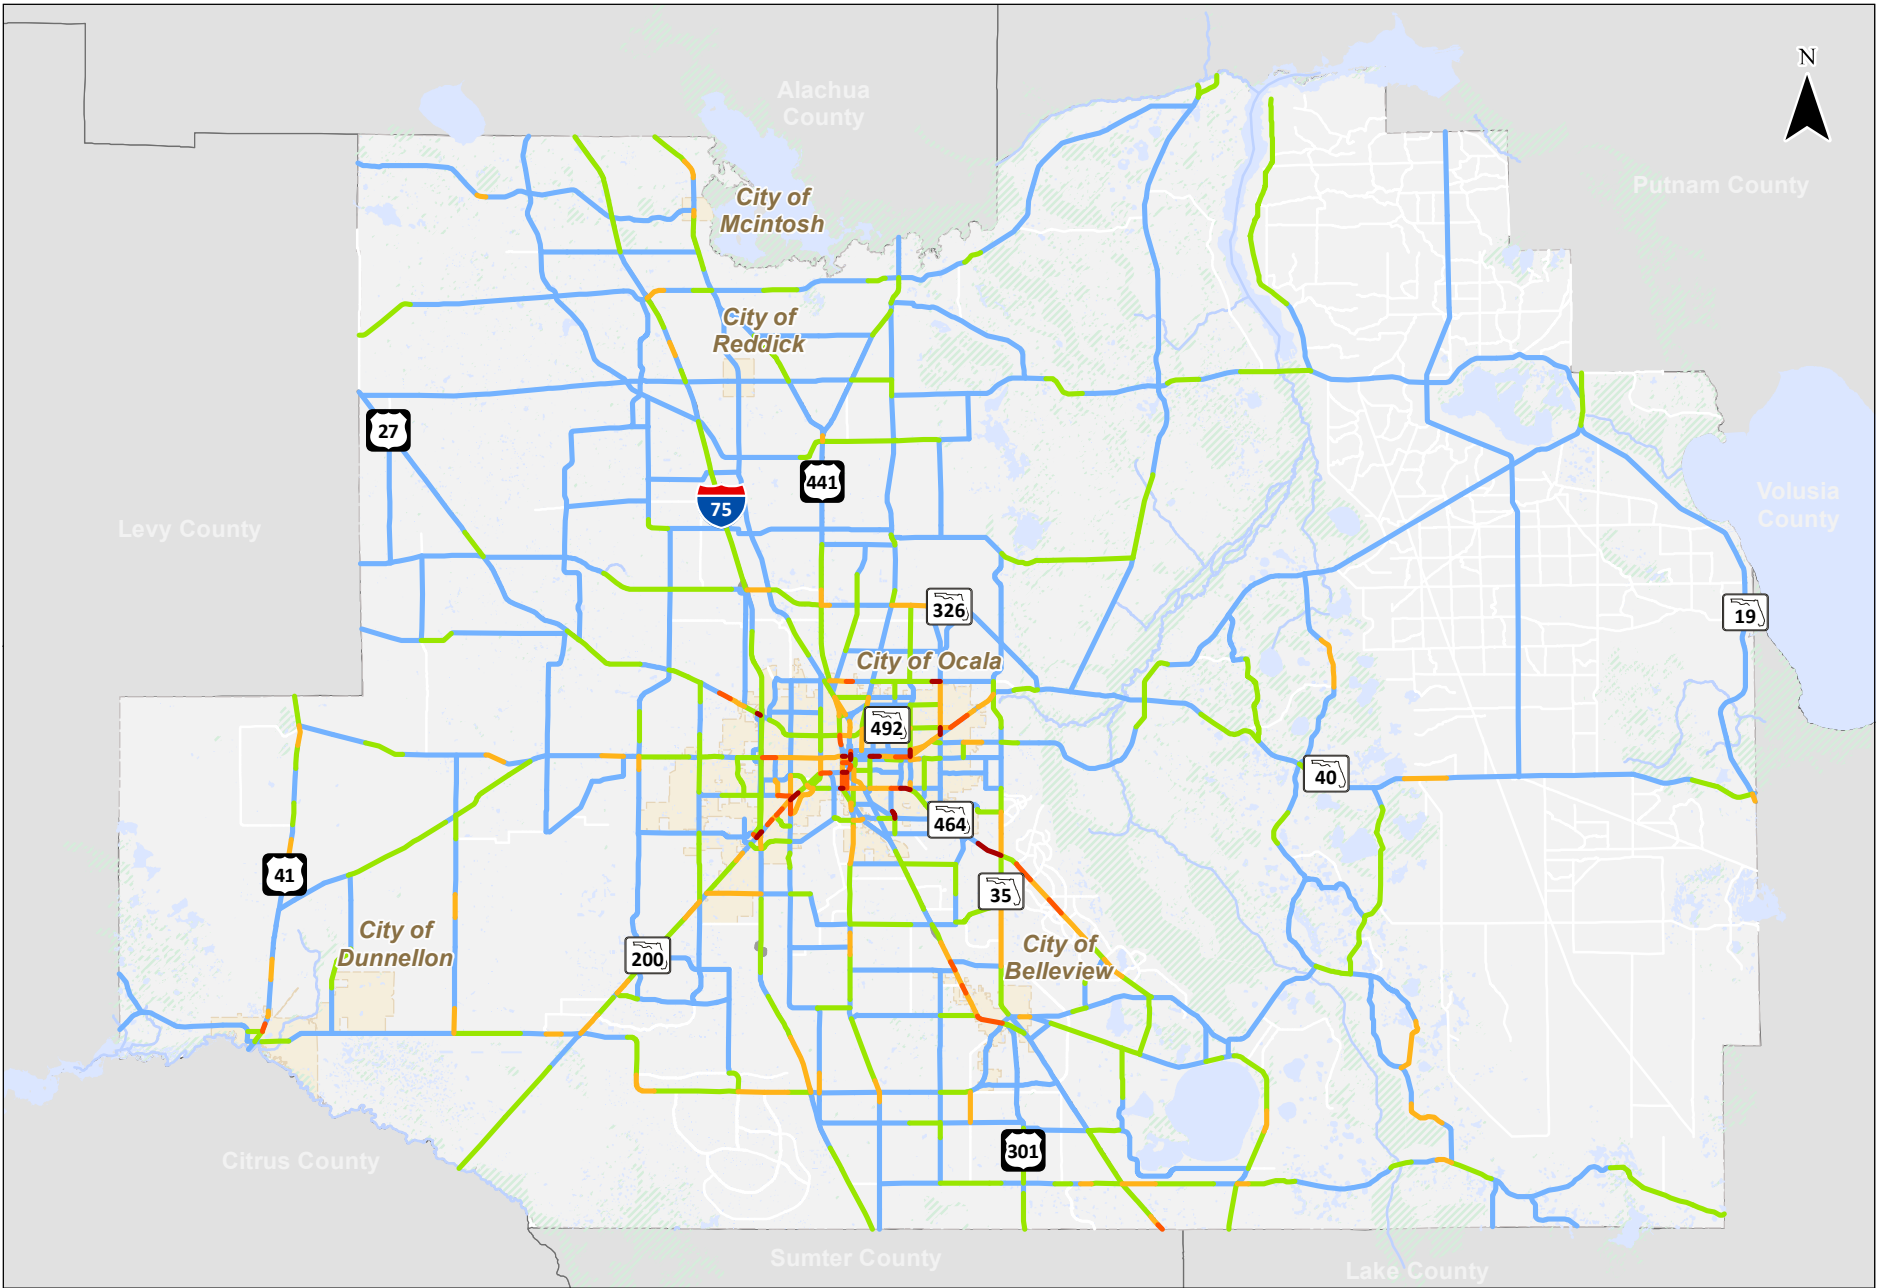 N
Alachua
County
Putnam County
City of
Mcintosh
City of
Reddick
27
441
75
Levy County
Volusia
County
326
19
City of Ocala
492
40
464
41
35
City of
Dunnellon
City of
Belleview
200
301
Citrus County
Sumter County
Lake County